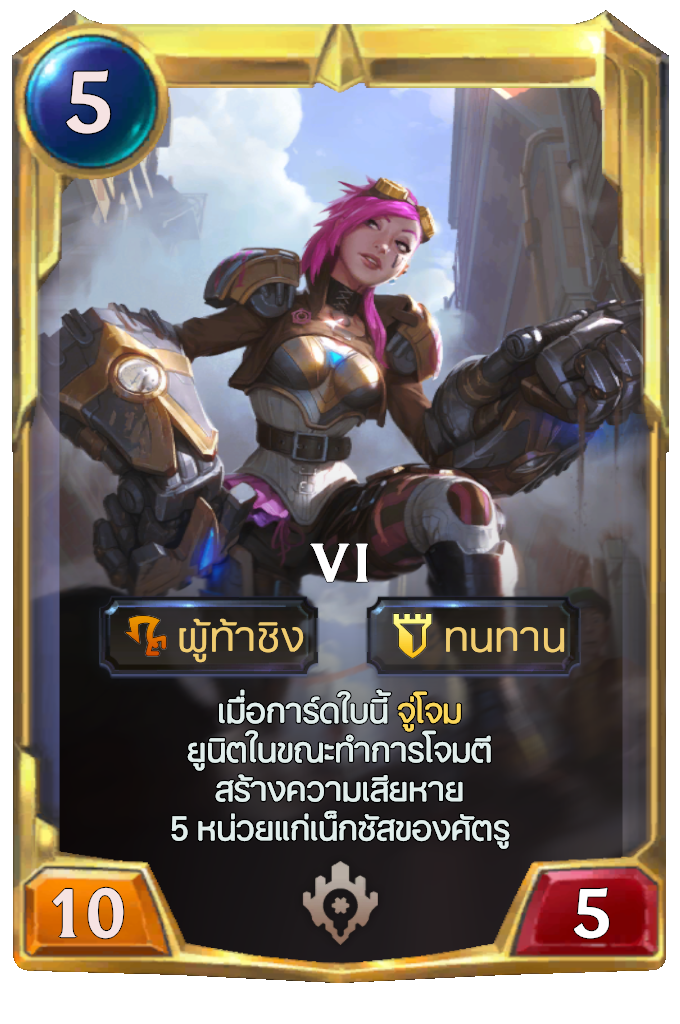 5
VI
ผู้ท้าชิง ทนทาน
เมื่อการ์ดใบนี้ จู่โจม
ยูนิตในขณะทำการโจมตี
สร้างความเสียหาย
5 หน่วยแก่เน็กซัสของศัตรู
10 5